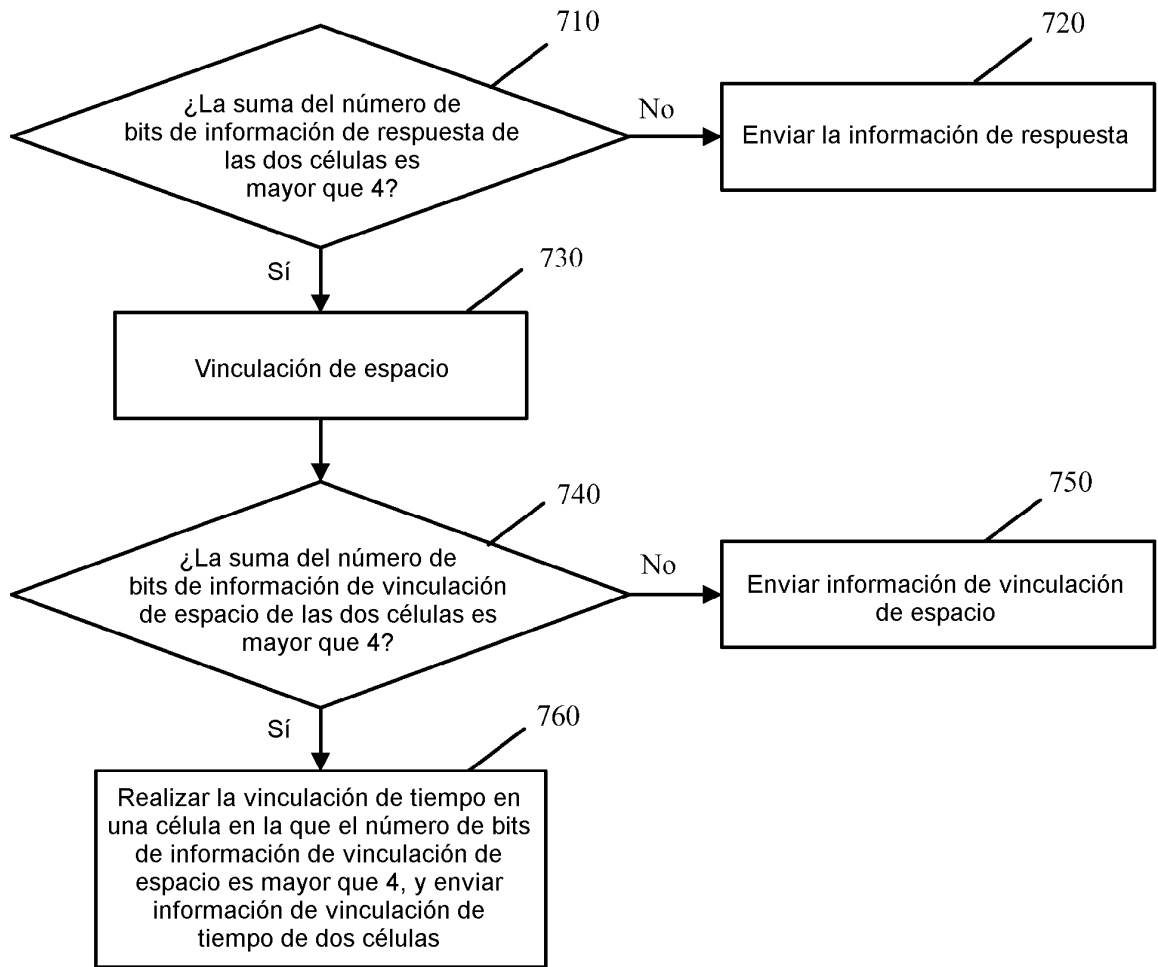 710
¿La suma del número de
bits de información de respuesta de
las dos células es
mayor que 4?
No
720
Enviar la información de respuesta
Sí
730
Vinculación de espacio
740
¿La suma del número de
bits de información de vinculación
de espacio de las dos células es
mayor que 4?
No
750
Enviar información de vinculación
de espacio
Sí
760
Realizar la vinculación de tiempo en
una célula en la que el número de bits
de información de vinculación de
espacio es mayor que 4, y enviar
información de vinculación de
tiempo de dos células